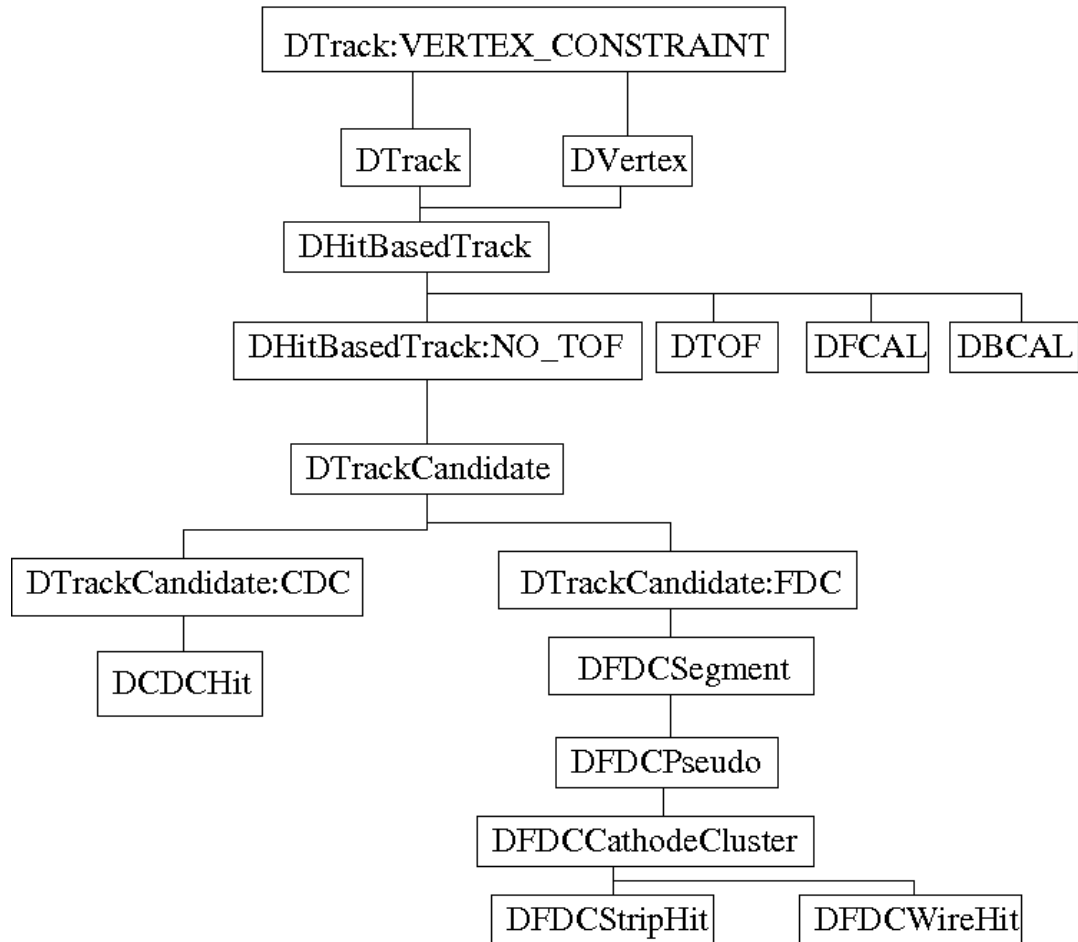 DTrack:VERTEX_CONSTRAINT
DTrack
DVertex
DHitBasedTrack
DHitBasedTrack:NO_TOF
DTOF
DFCAL
DBCAL
DTrackCandidate
DTrackCandidate:CDC
DTrackCandidate:FDC
DCDCHit
DFDCSegment
DFDCPseudo
DFDCCathodeCluster
DFDCStripHit
DFDCWireHit